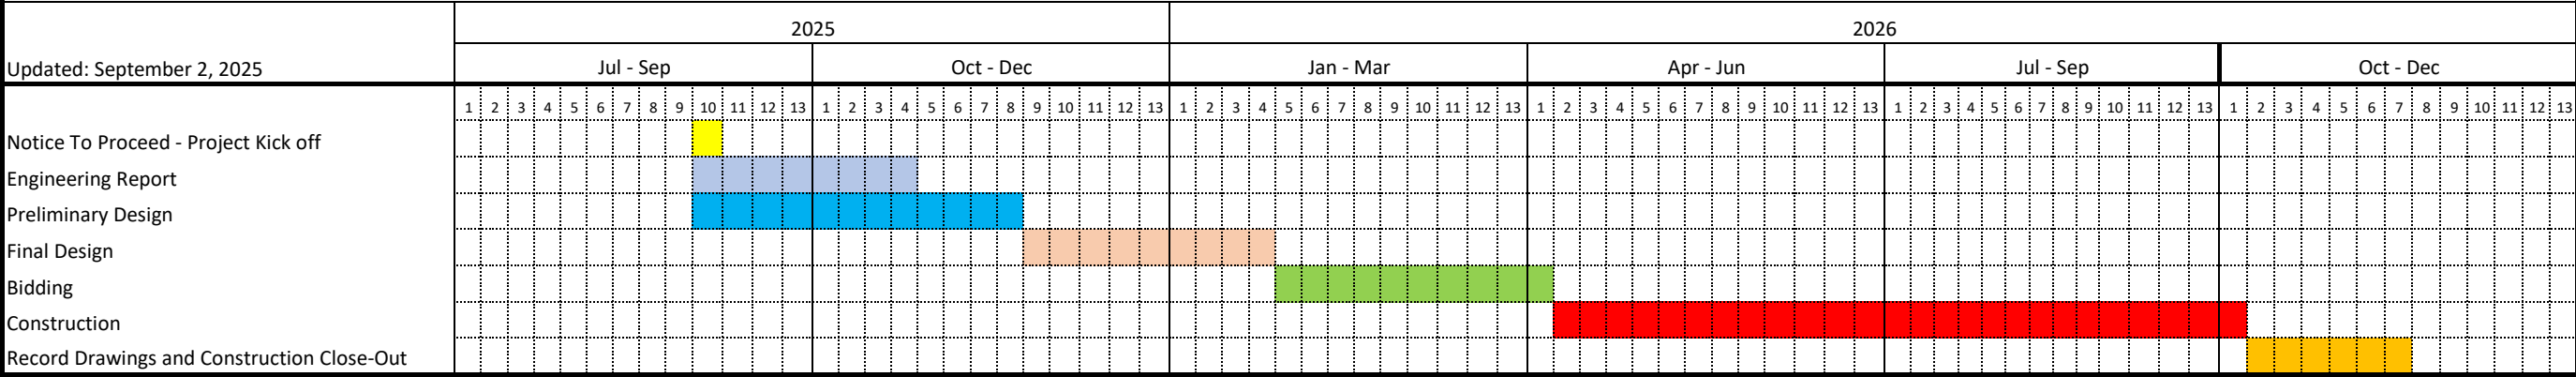 2025 2026
Updated: September 2, 2025 Jul - Sep Oct - Dec Jan - Mar Apr - Jun Jul - Sep Oct - Dec
1 2 3 4 5 6 7 8 9 10 11 12 13 1 2 3 4 5 6 7 8 9 10 11 12 13 1 2 3 4 5 6 7 8 9 10 11 12 13 1 2 3 4 5 6 7 8 9 10 11 12 13 1 2 3 4 5 6 7 8 9 10 11 12 13 1 2 3 4 5 6 7 8 9 10 11 12 13
Notice To Proceed - Project Kick off
Engineering Report
Preliminary Design
Final Design
Bidding
Construction
Record Drawings and Construction Close-Out